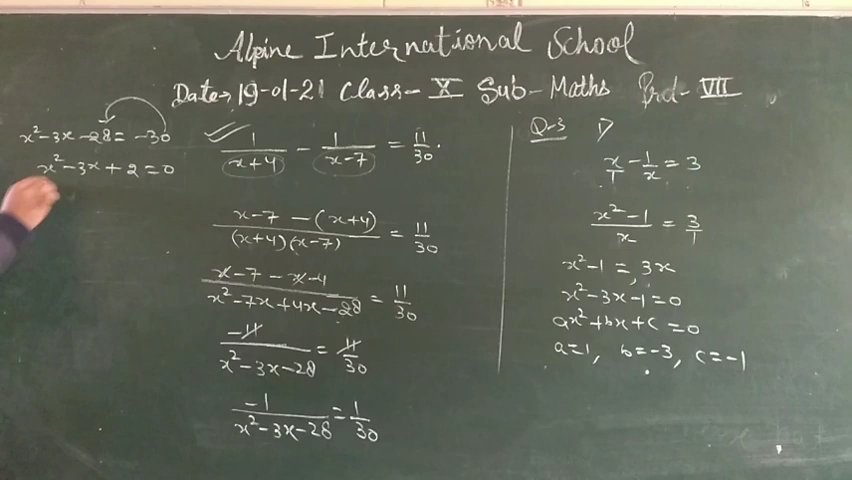 Alpine International School
Date→ 19-01-21 Class- X Sub- Maths Prd- VII
x²-3x-28 = -30
x²-3x+2=0
1/(x+4) - 1/(x-7) = 11/30.
(x-7-(x+4))/((x+4)(x-7)) = 11/30
(x-7-x-4)/(x²-7x+4x-28) = 11/30
-11/(x²-3x-28) = 11/30
-1/(x²-3x-28) = 1/30
Q-3 1)
x/1 - 1/x = 3
(x²-1)/x = 3/1
x²-1 = 3x
x²-3x-1=0
ax²+bx+c=0
a=1, b=-3, c=-1